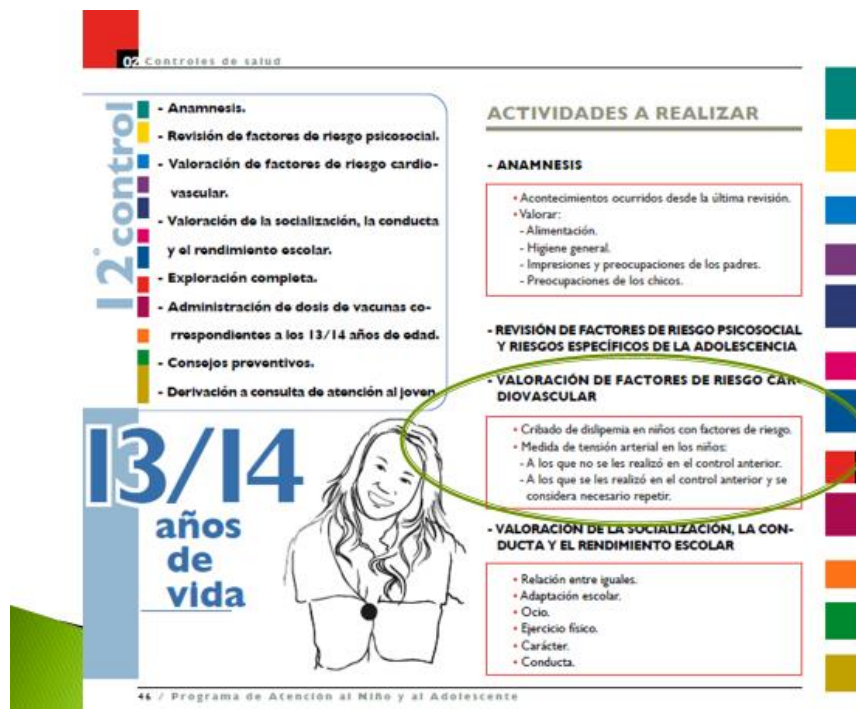 02 Controles de salud
12º control
- Anamnesis.
- Revisión de factores de riesgo psicosocial.
- Valoración de factores de riesgo cardio-
vascular.
- Valoración de la socialización, la conducta
y el rendimiento escolar.
- Exploración completa.
- Administración de dosis de vacunas co-
rrespondientes a los 13/14 años de edad.
- Consejos preventivos.
- Derivación a consulta de atención al joven
13/14
años
de
vida
ACTIVIDADES A REALIZAR
- ANAMNESIS
• Acontecimientos ocurridos desde la última revisión.
• Valorar:
- Alimentación.
- Higiene general.
- Impresiones y preocupaciones de los padres.
- Preocupaciones de los chicos.
- REVISIÓN DE FACTORES DE RIESGO PSICOSOCIAL
Y RIESGOS ESPECÍFICOS DE LA ADOLESCENCIA
- VALORACIÓN DE FACTORES DE RIESGO CAR-
DIOVASCULAR
• Cribado de dislipemia en niños con factores de riesgo.
• Medida de tensión arterial en los niños:
- A los que no se les realizó en el control anterior.
- A los que se les realizó en el control anterior y se
considera necesario repetir.
- VALORACIÓN DE LA SOCIALIZACIÓN, LA CON-
DUCTA Y EL RENDIMIENTO ESCOLAR
• Relación entre iguales.
• Adaptación escolar.
• Ocio.
• Ejercicio físico.
• Carácter.
• Conducta.
46 / Programa de Atención al Niño y al Adolescente